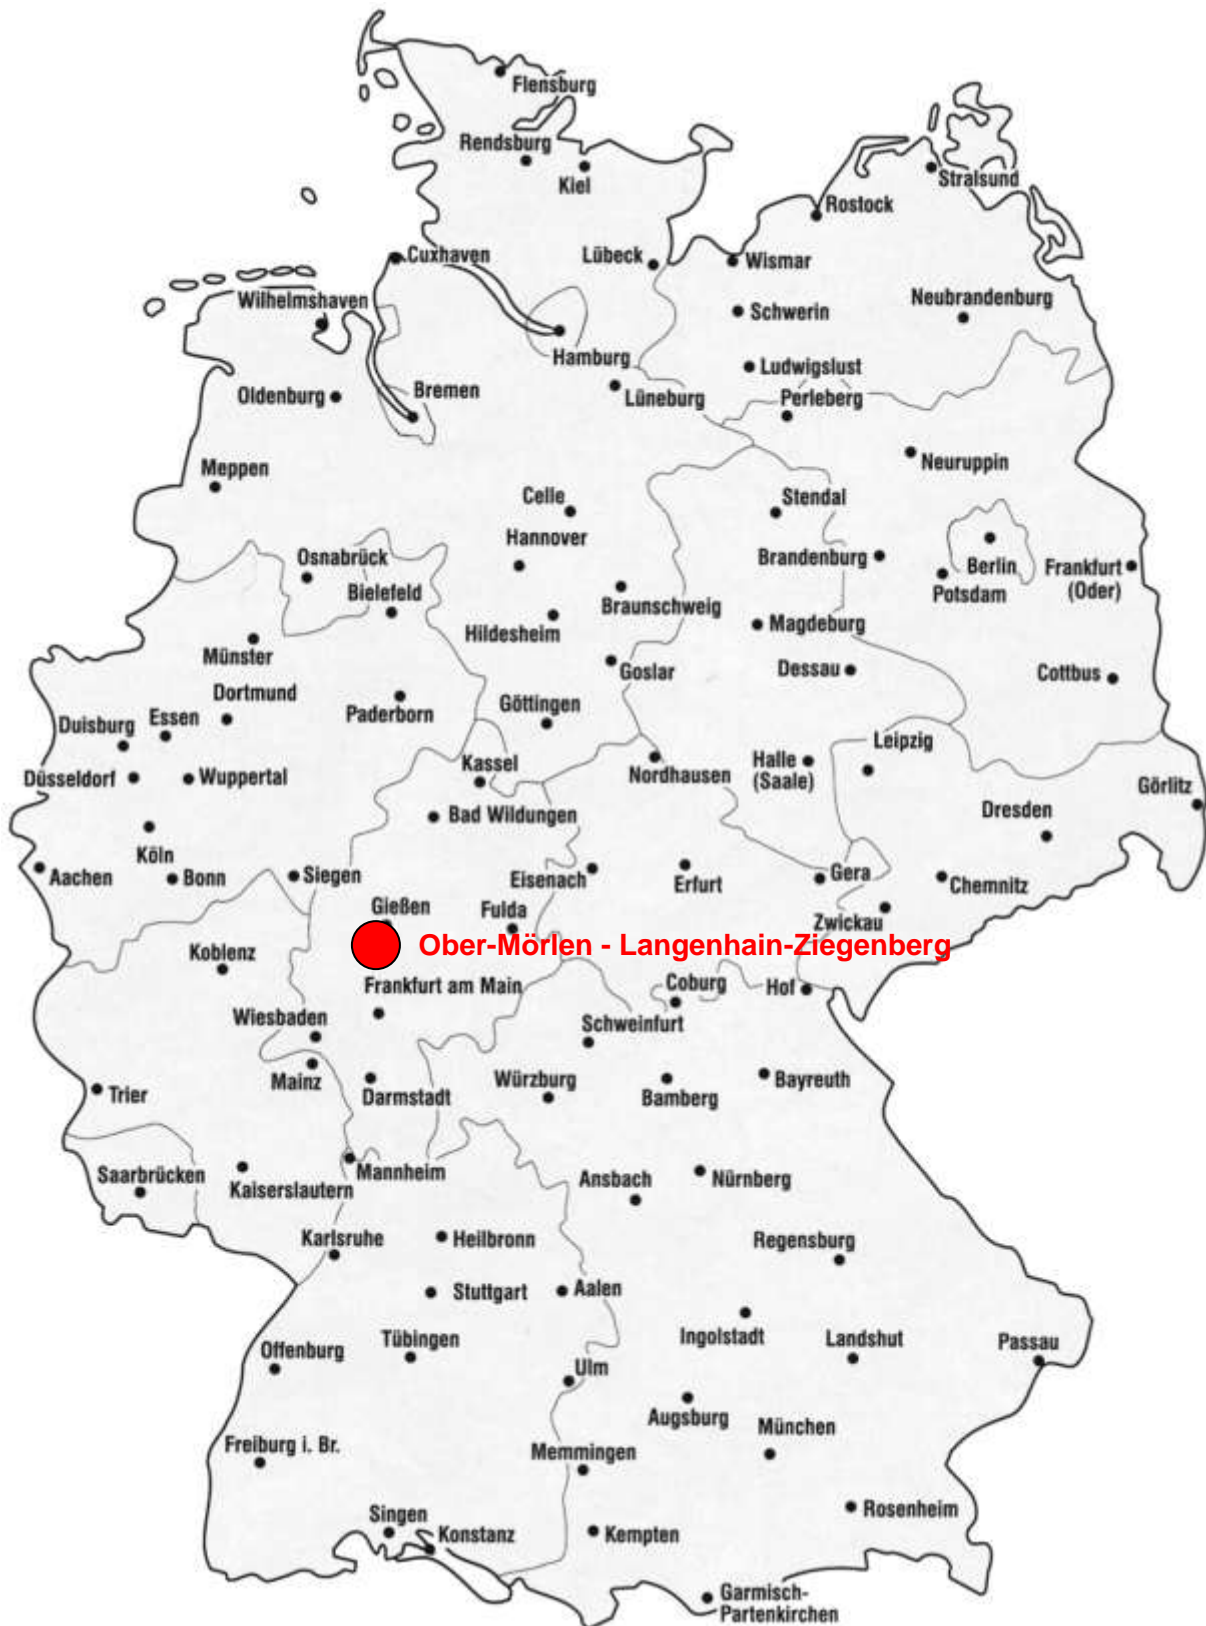 Flensburg
Rendsburg
Kiel
Stralsund
Rostock
Cuxhaven
Lübeck
Wismar
Wilhelmshaven
Neubrandenburg
Schwerin
Hamburg
Ludwigslust
Oldenburg
Bremen
Lüneburg
Perleberg
Meppen
Neuruppin
Celle
Stendal
Hannover
Osnabrück
Brandenburg
Berlin
Frankfurt
(Oder)
Bielefeld
Potsdam
Braunschweig
Hildesheim
Magdeburg
Münster
Goslar
Dessau
Cottbus
Dortmund
Göttingen
Paderborn
Essen
Duisburg
Leipzig
Kassel
Nordhausen
Halle
(Saale)
Düsseldorf
Wuppertal
Görlitz
Bad Wildungen
Dresden
Köln
Aachen
Bonn
Siegen
Eisenach
Erfurt
Gera
Chemnitz
Gießen
Fulda
Zwickau
Ober-Mörlen - Langenhain-Ziegenberg
Koblenz
Frankfurt am Main
Coburg
Hof
Wiesbaden
Schweinfurt
Mainz
Würzburg
Bayreuth
Trier
Darmstadt
Bamberg
Saarbrücken
Mannheim
Ansbach
Nürnberg
Kaiserslautern
Karlsruhe
Heilbronn
Regensburg
Stuttgart
Aalen
Offenburg
Tübingen
Ingolstadt
Landshut
Passau
Ulm
Augsburg
München
Freiburg i. Br.
Memmingen
Rosenheim
Singen
Konstanz
Kempten
Garmisch-
Partenkirchen